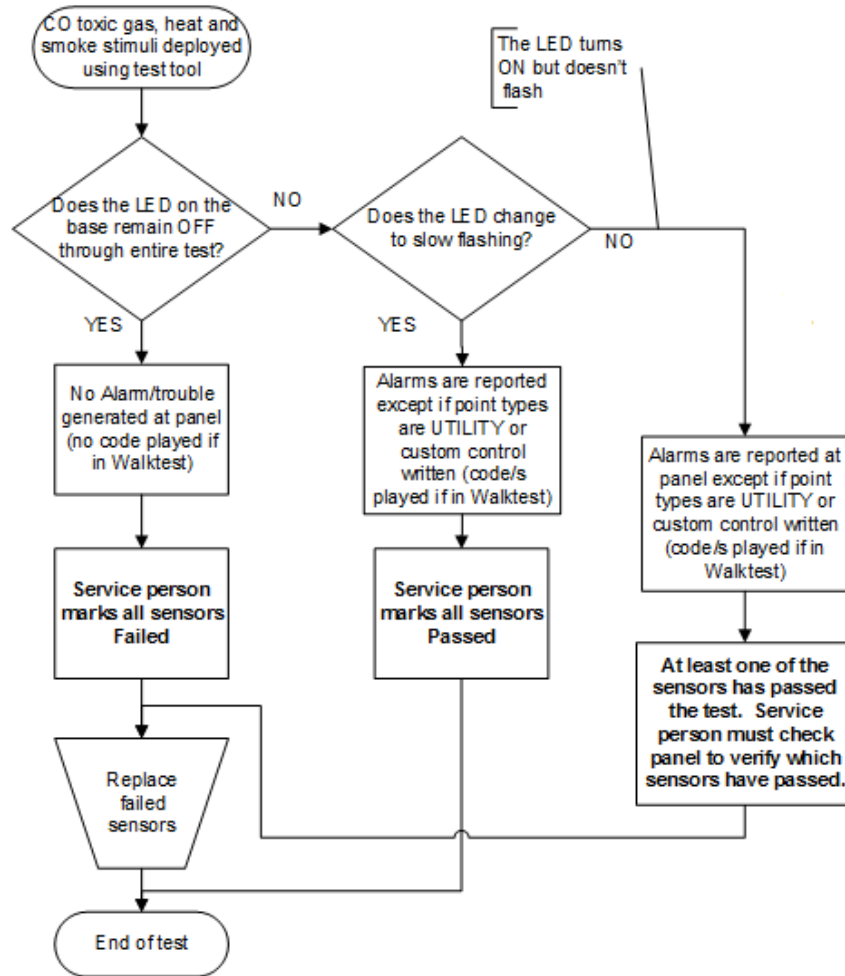 CO toxic gas, heat and
smoke stimuli deployed
using test tool
The LED turns
ON but doesn't
flash
Does the LED on the
base remain OFF
through entire test?
NO
Does the LED change
to slow flashing?
NO
YES
YES
No Alarm/trouble
generated at panel
(no code played if
in Walktest)
Alarms are reported
except if point types
are UTILITY or
custom control
written (code/s
played if in Walktest)
Alarms are reported at
panel except if point
types are UTILITY or
custom control written
(code/s played if in
Walktest)
Service person
marks all sensors
Failed
Service person
marks all sensors
Passed
At least one of the
sensors has passed
the test. Service
person must check
panel to verify which
sensors have passed.
Replace
failed
sensors
End of test